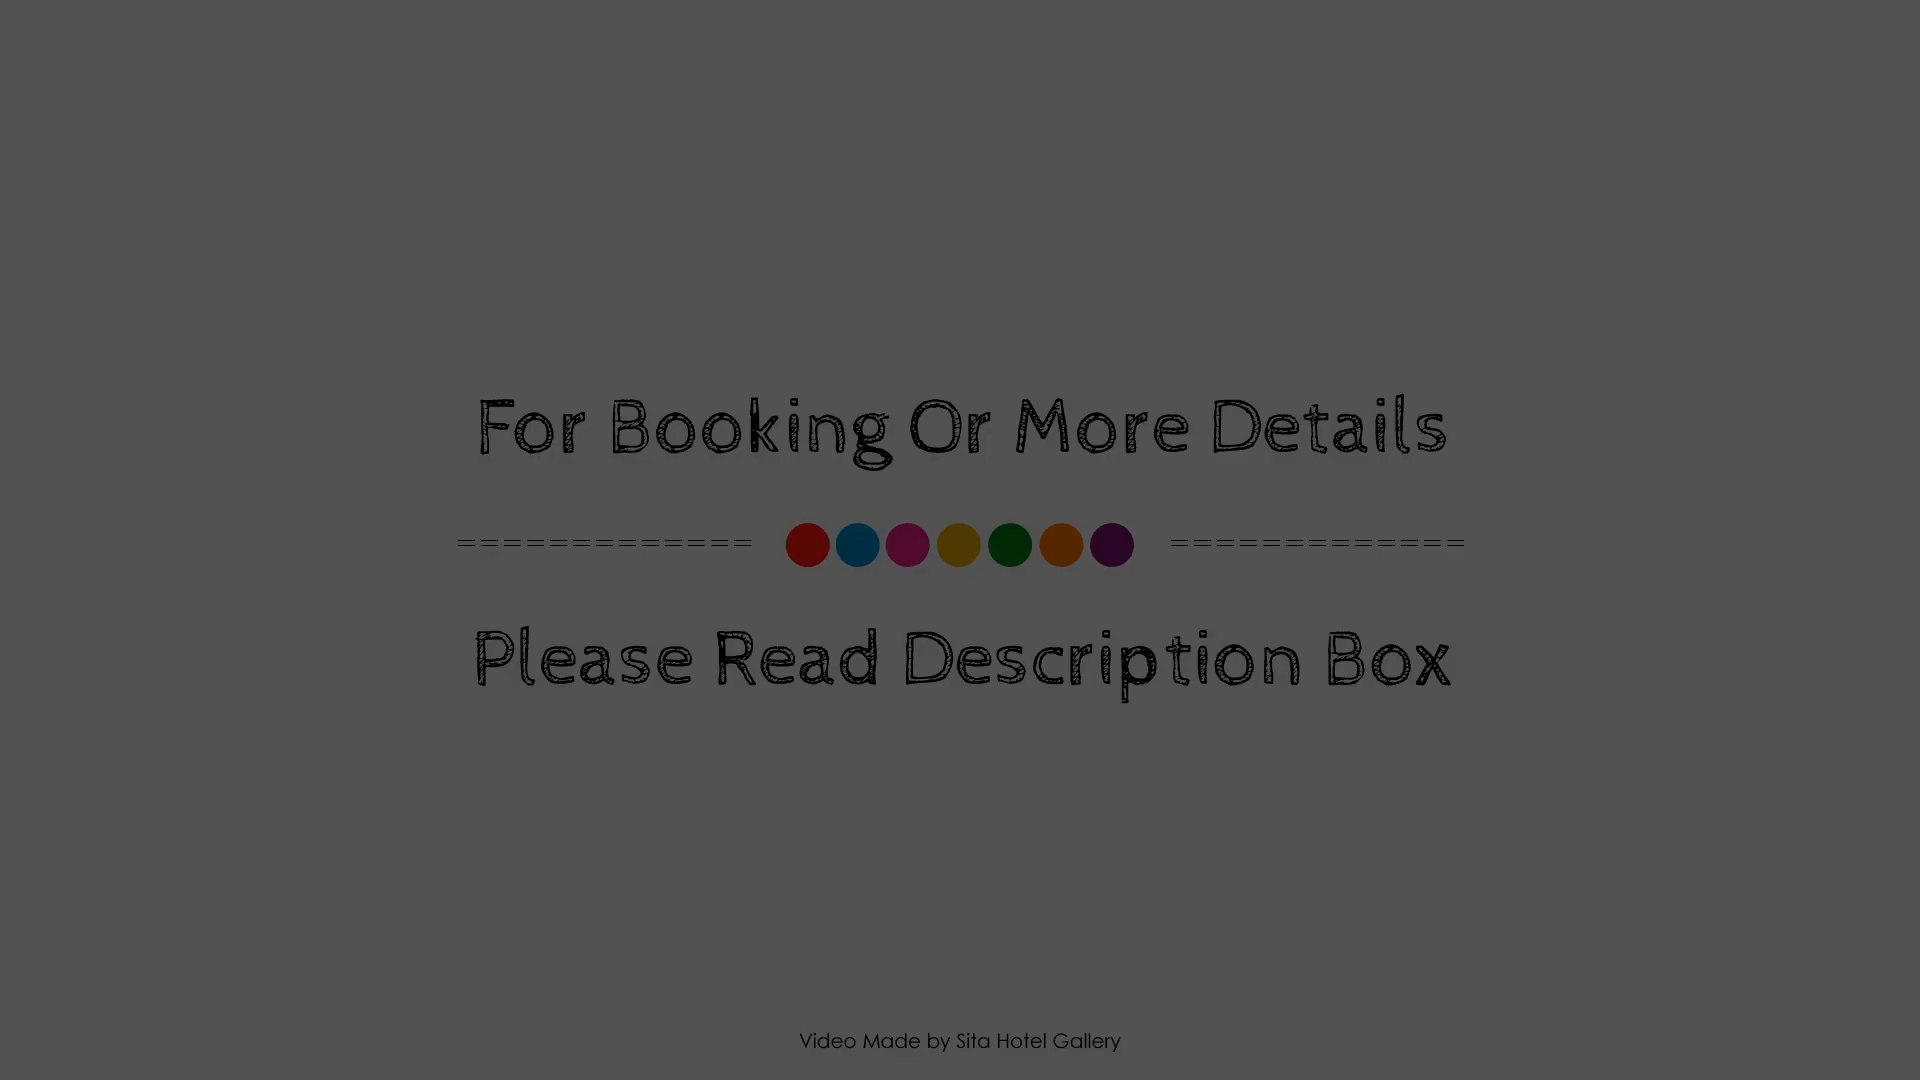 For Booking Or More Details
============= =============
Please Read Description Box
Video Made by Sita Hotel Gallery